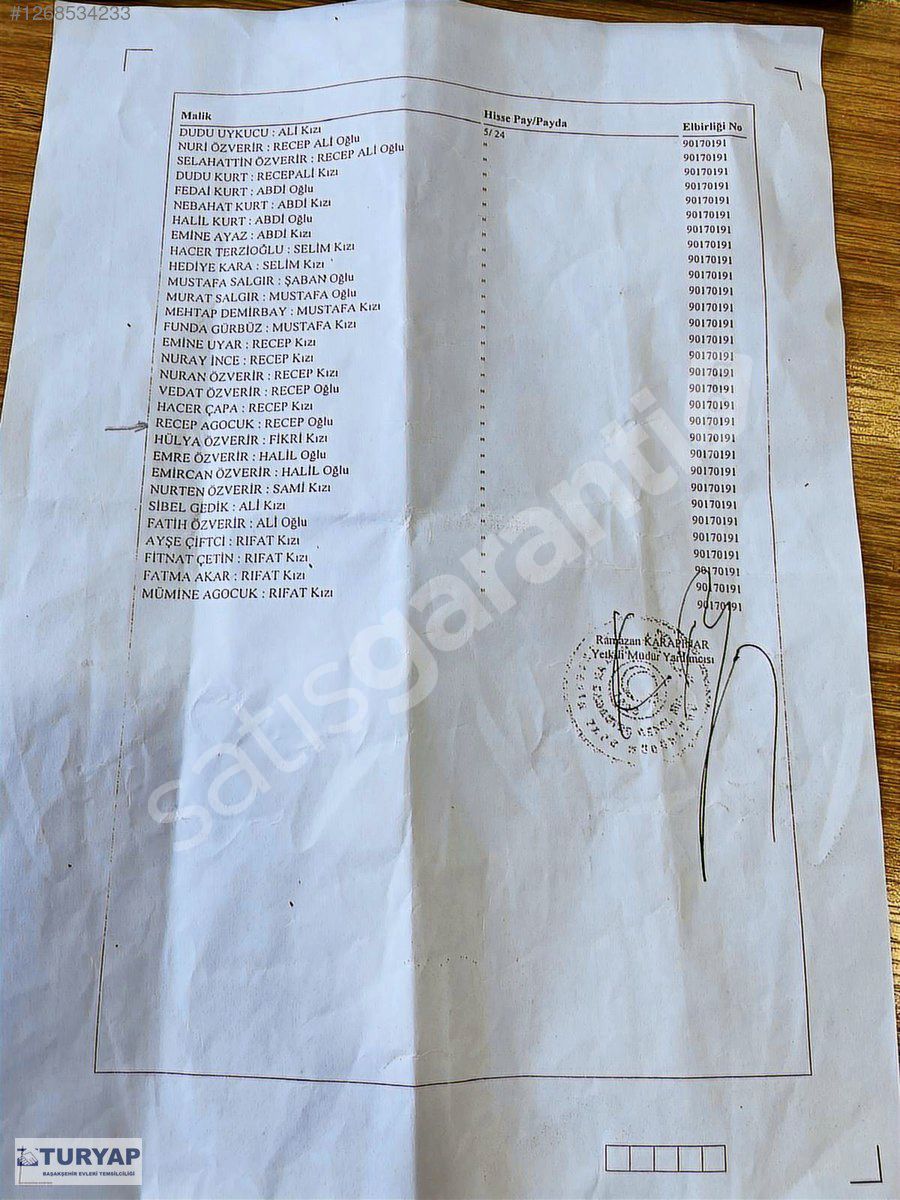 #1268534233
Malik Hisse Pay/Payda Elbirliği No
DUDU UYKUCU : ALİ Kızı 5/ 24 90170191
NURİ ÖZVERİR : RECEP ALİ Oğlu " 90170191
SELAHATTİN ÖZVERİR : RECEP ALİ Oğlu " 90170191
DUDU KURT : RECEPALİ Kızı " 90170191
FEDAİ KURT : ABDİ Oğlu " 90170191
NEBAHAT KURT : ABDİ Kızı " 90170191
HALİL KURT : ABDİ Oğlu " 90170191
EMİNE AYAZ : ABDİ Kızı " 90170191
HACER TERZİOĞLU : SELİM Kızı " 90170191
HEDİYE KARA : SELİM Kızı " 90170191
MUSTAFA SALGIR : ŞABAN Oğlu " 90170191
MURAT SALGIR : MUSTAFA Oğlu " 90170191
MEHTAP DEMİRBAY : MUSTAFA Kızı " 90170191
FUNDA GÜRBÜZ : MUSTAFA Kızı " 90170191
EMİNE UYAR : RECEP Kızı " 90170191
NURAY İNCE : RECEP Kızı " 90170191
NURAN ÖZVERİR : RECEP Kızı " 90170191
VEDAT ÖZVERİR : RECEP Oğlu " 90170191
HACER ÇAPA : RECEP Kızı " 90170191
RECEP AGOCUK : RECEP Oğlu " 90170191
HÜLYA ÖZVERİR : FİKRİ Kızı " 90170191
EMRE ÖZVERİR : HALİL Oğlu " 90170191
EMİRCAN ÖZVERİR : HALİL Oğlu " 90170191
NURTEN ÖZVERİR : SAMİ Kızı " 90170191
SİBEL GEDİK : ALİ Kızı " 90170191
FATİH ÖZVERİR : ALİ Oğlu " 90170191
AYŞE ÇİFTCİ : RIFAT Kızı " 90170191
FİTNAT ÇETİN : RIFAT Kızı " 90170191
FATMA AKAR : RIFAT Kızı " 90170191
MÜMİNE AGOCUK : RIFAT Kızı " 90170191
Ramazan KARAPINAR
Yetkili Müdür Yardımcısı
satışgaranti
TURYAP
BAŞAKŞEHİR EVLERİ TEMSİLCİLİĞİ